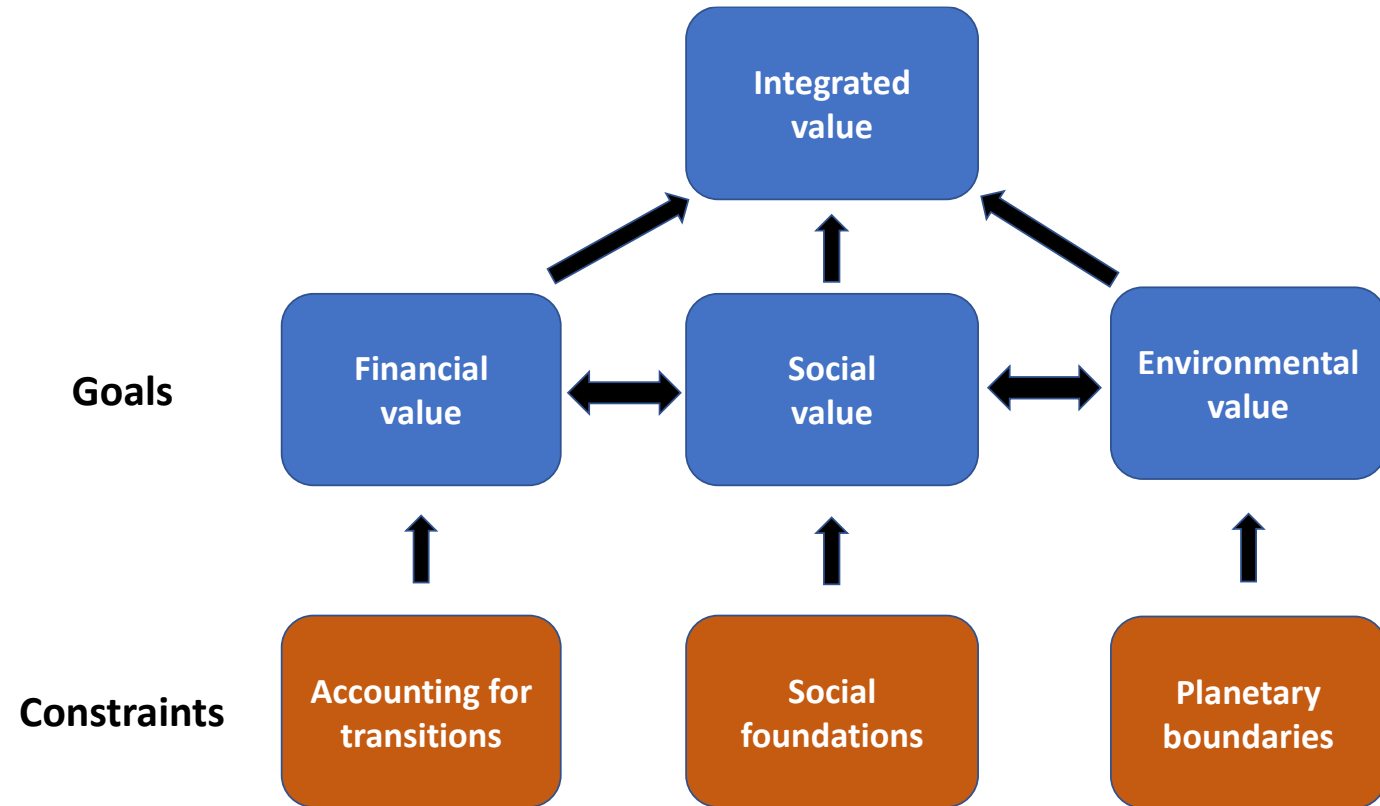 Integrated
value
Goals
Financial
value
Social
value
Environmental
value
Constraints
Accounting for
transitions
Social
foundations
Planetary
boundaries